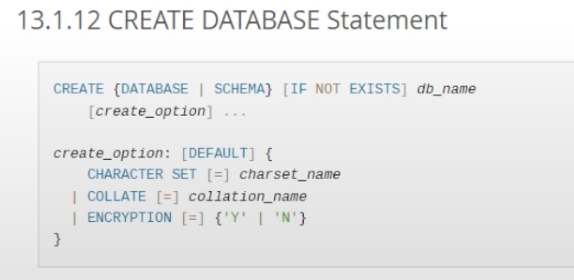 13.1.12 CREATE DATABASE Statement
CREATE {DATABASE | SCHEMA} [IF NOT EXISTS] db_name
[create_option] ...
create_option: [DEFAULT] {
CHARACTER SET [=] charset_name
| COLLATE [=] collation_name
| ENCRYPTION [=] {'Y' | 'N'}
}